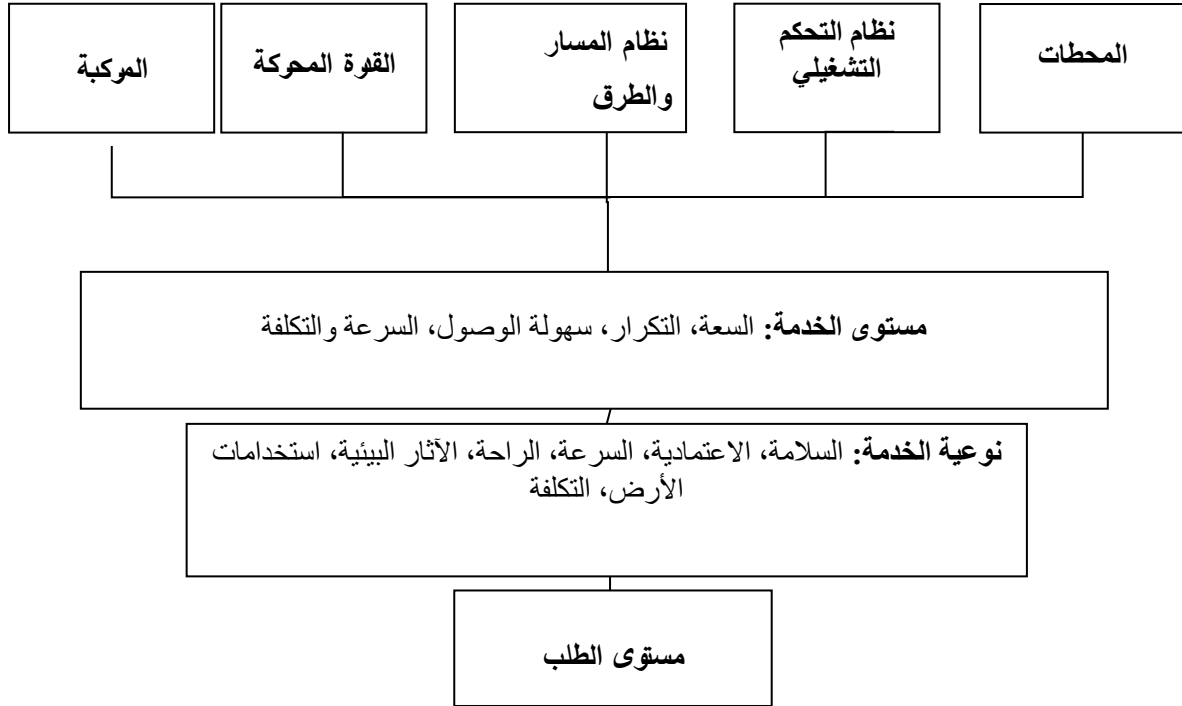 المحطات
نظام التحكم
التشغيلي
نظام المسار
والطرق
القوة المحركة
المركبة
مستوى الخدمة: السعة، التكرار، سهولة الوصول، السرعة والتكلفة
نوعية الخدمة: السلامة، الاعتمادية، السرعة، الراحة، الآثار البيئية، استخدامات
الأرض، التكلفة
مستوى الطلب